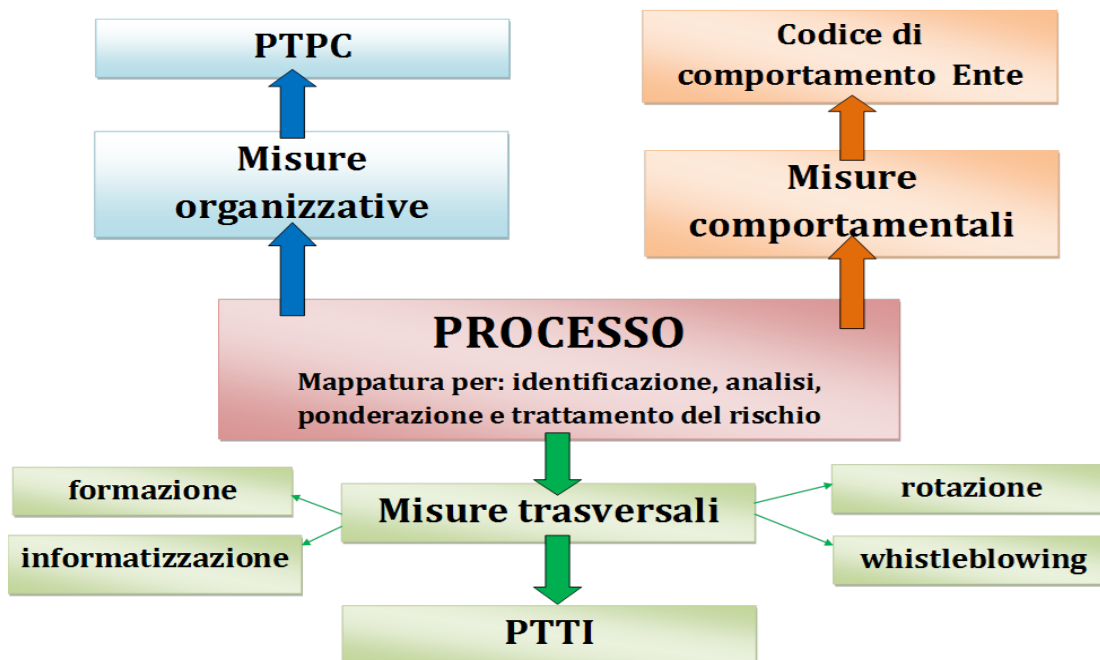 PTPC
Codice di
comportamento Ente
Misure
organizzative
Misure
comportamentali
PROCESSO
Mappatura per: identificazione, analisi,
ponderazione e trattamento del rischio
formazione
Misure trasversali
rotazione
informatizzazione
whistleblowing
PTTI